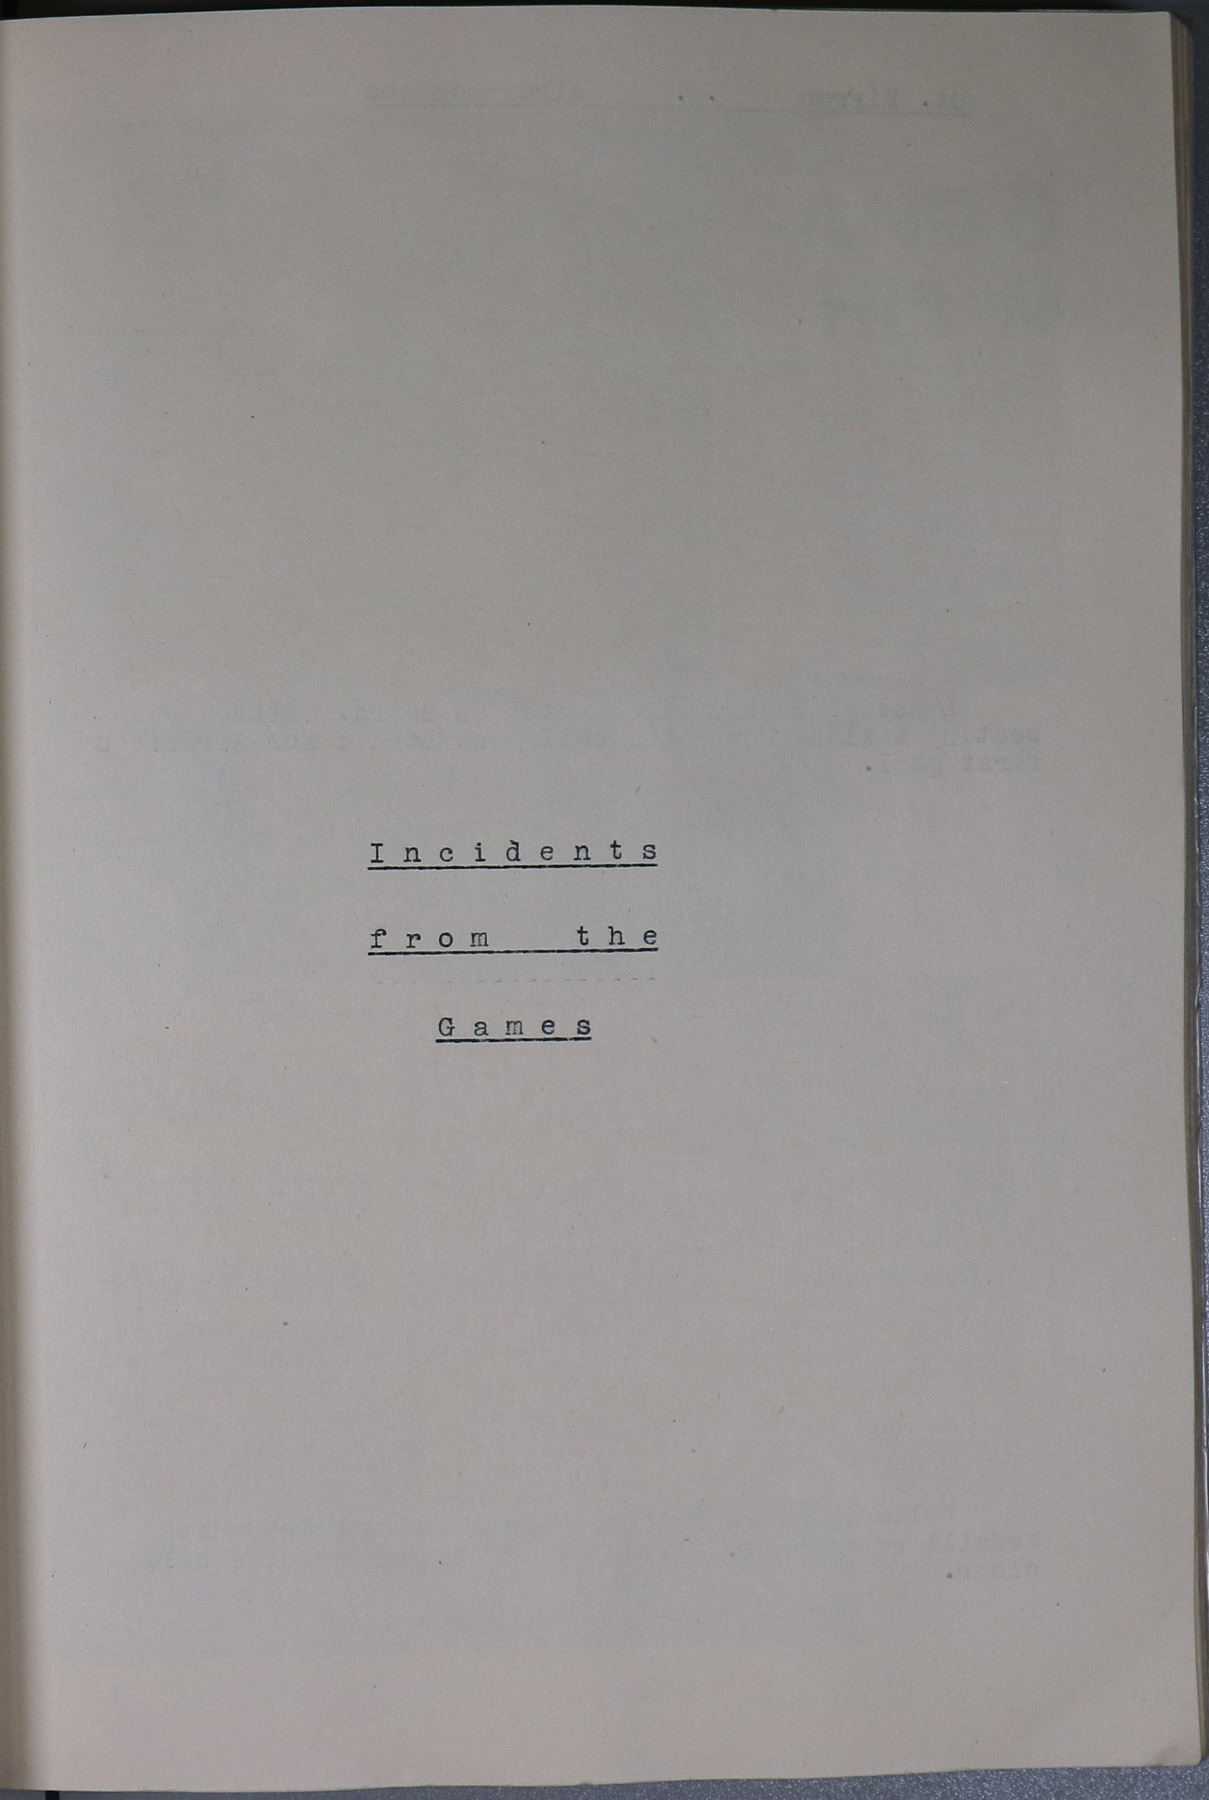 Incidents
from the
Games